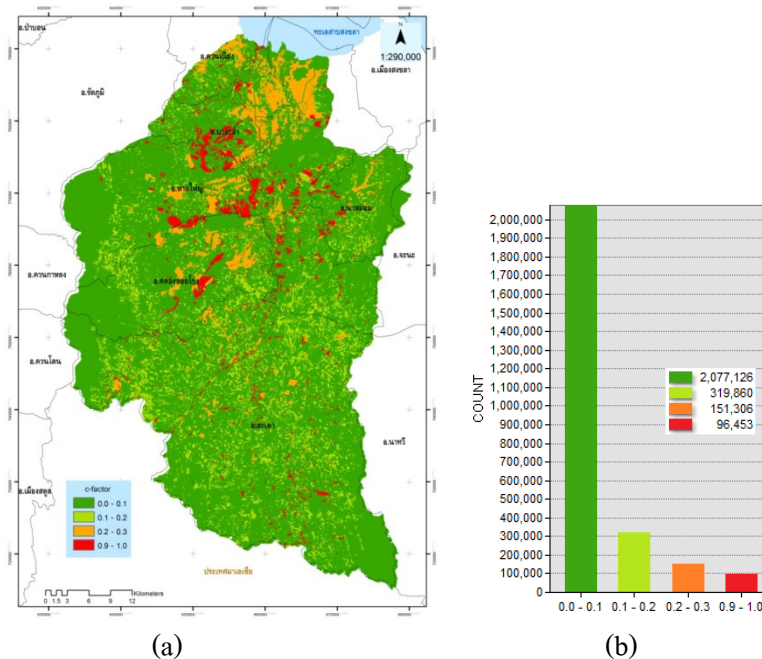 อ.ป่าบอน
ทะเลสาบสงขลา
N
1:290,000
อ.ควนเนียง
อ.เมืองสงขลา
อ.รัตภูมิ
อ.บางกล่ำ
อ.หาดใหญ่
อ.นาหม่อม
อ.จะนะ
อ.ควนกาหลง
อ.คลองหอยโข่ง
อ.ควนโดน
อ.สะเดา
อ.นาทวี
อ.เมืองสตูล
c-factor
0.0 - 0.1
0.1 - 0.2
0.2 - 0.3
0.9 - 1.0
ประเทศมาเลเซีย
0 1.5 3 6 9 12
Kilometers
(a)
2,000,000
1,900,000
1,800,000
1,700,000
1,600,000
1,500,000
1,400,000
1,300,000
1,200,000
1,100,000
1,000,000
900,000
800,000
700,000
600,000
500,000
400,000
300,000
200,000
100,000
0
COUNT
2,077,126
319,860
151,306
96,453
0.0 - 0.1 0.1 - 0.2 0.2 - 0.3 0.9 - 1.0
(b)